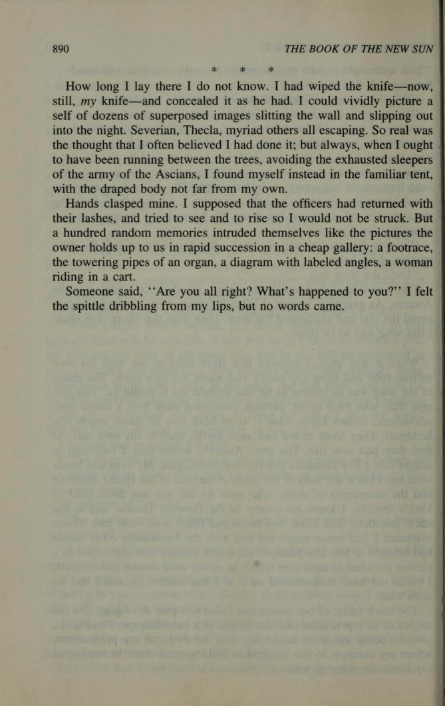 890 THE BOOK OF THE NEW SUN
* * *
How long I lay there I do not know. I had wiped the knife—now,
still, my knife—and concealed it as he had. I could vividly picture a
self of dozens of superposed images slitting the wall and slipping out
into the night. Severian, Thecla, myriad others all escaping. So real was
the thought that I often believed I had done it; but always, when I ought
to have been running between the trees, avoiding the exhausted sleepers
of the army of the Ascians, I found myself instead in the familiar tent,
with the draped body not far from my own.
Hands clasped mine. I supposed that the officers had returned with
their lashes, and tried to see and to rise so I would not be struck. But
a hundred random memories intruded themselves like the pictures the
owner holds up to us in rapid succession in a cheap gallery: a footrace,
the towering pipes of an organ, a diagram with labeled angles, a woman
riding in a cart.
Someone said, "Are you all right? What's happened to you?" I felt
the spittle dribbling from my lips, but no words came.